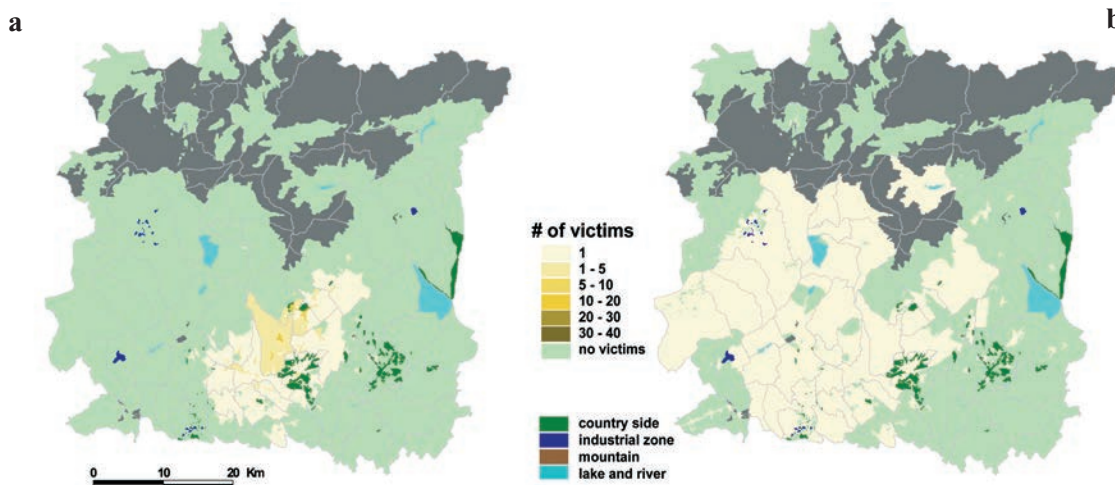 a
b
# of victims
1
1 - 5
5 - 10
10 - 20
20 - 30
30 - 40
no victims
country side
industrial zone
mountain
lake and river
0 10 20 Km